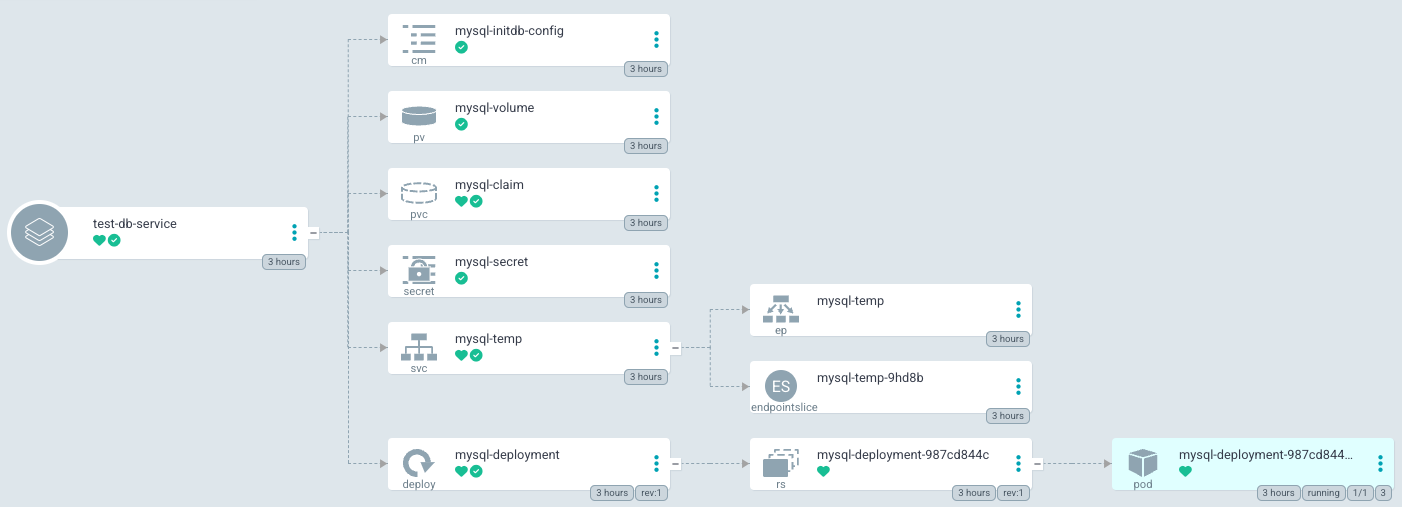 test-db-service
3 hours
mysql-initdb-config
cm
3 hours
mysql-volume
pv
3 hours
mysql-claim
pvc
3 hours
mysql-secret
secret
3 hours
mysql-temp
svc
3 hours
mysql-deployment
deploy
3 hours rev:1
mysql-temp
ep
3 hours
ES
mysql-temp-9hd8b
endpointslice
3 hours
mysql-deployment-987cd844c
rs
3 hours rev:1
mysql-deployment-987cd844...
pod
3 hours running 1/1 3